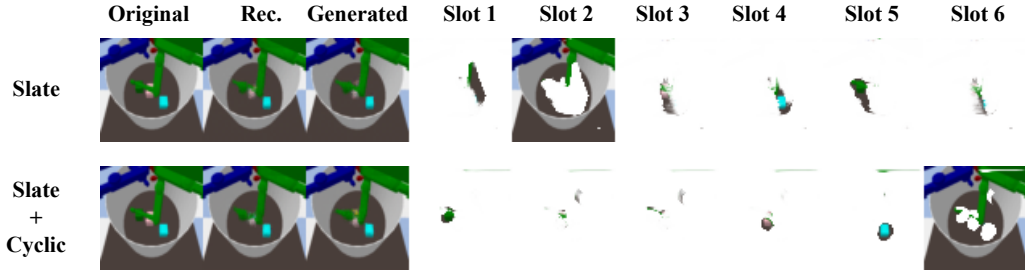 Original Rec. Generated Slot 1 Slot 2 Slot 3 Slot 4 Slot 5 Slot 6
Slate
Slate
+
Cyclic